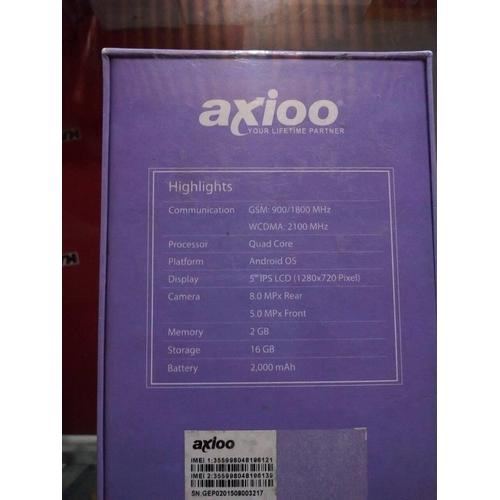 axioo
YOUR LIFETIME PARTNER
Highlights
Communication GSM: 900/1800 MHz
WCDMA: 2100 MHz
Processor Quad Core
Platform Android OS
Display 5" IPS LCD (1280x720 Pixel)
Camera 8.0 MPx Rear
5.0 MPx Front
Memory 2 GB
Storage 16 GB
Battery 2,000 mAh
axioo
IMEI 1:355998048196121
IMEI 2:355998048196139
SN:GEP0201508003217